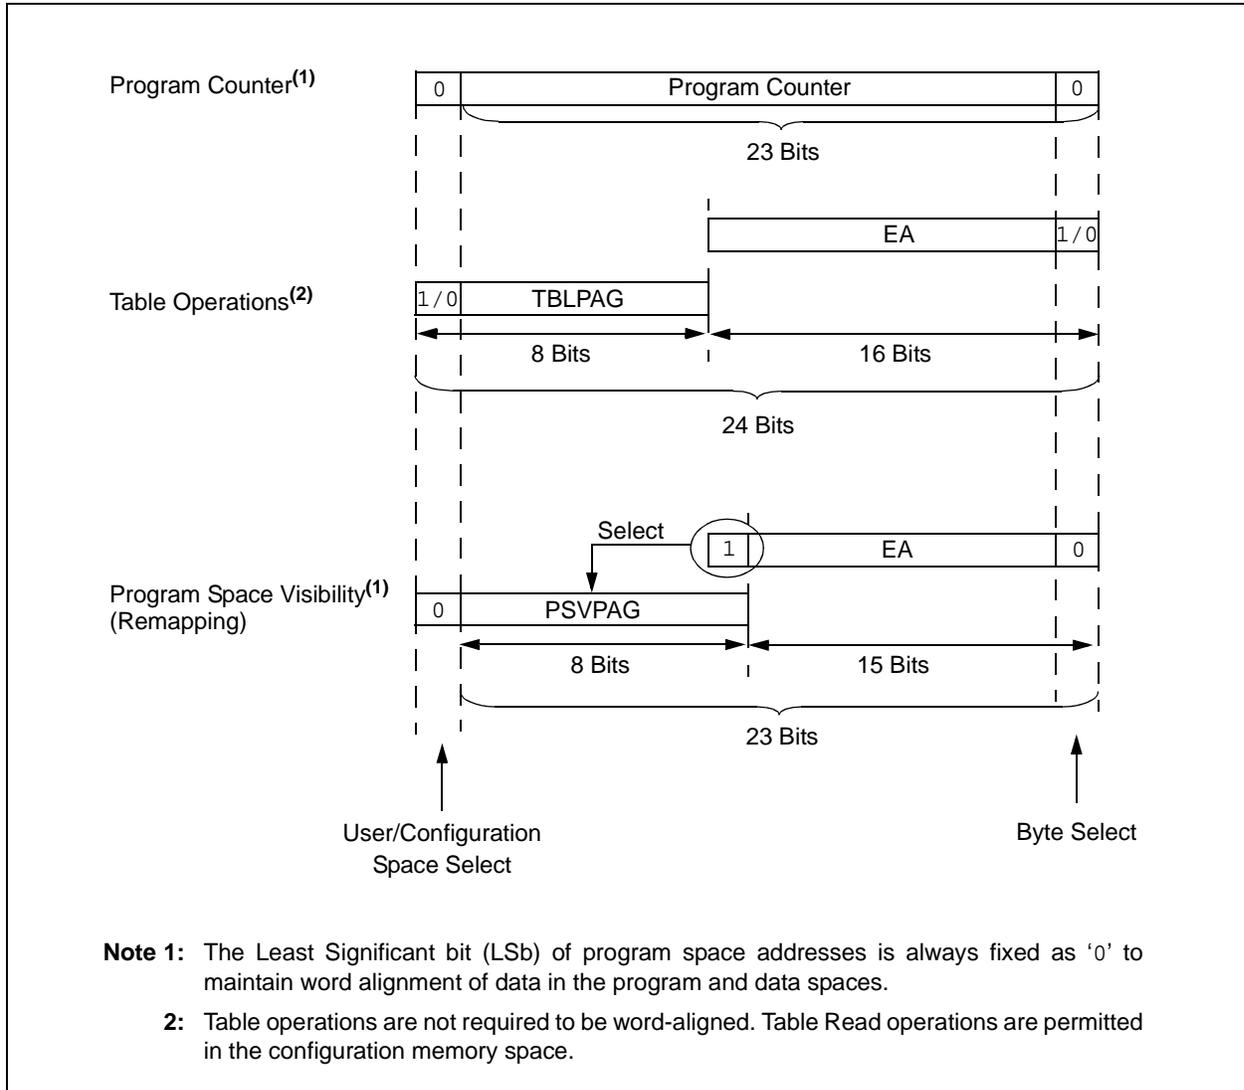 Program Counter(1)
0 Program Counter 0
23 Bits
EA 1/0
Table Operations(2)
1/0 TBLPAG
8 Bits 16 Bits
24 Bits
Select
1 EA 0
Program Space Visibility(1)
(Remapping)
0 PSVPAG
8 Bits 15 Bits
23 Bits
User/Configuration
Space Select
Byte Select
Note 1: The Least Significant bit (LSb) of program space addresses is always fixed as ‘0’ to
maintain word alignment of data in the program and data spaces.
2: Table operations are not required to be word-aligned. Table Read operations are permitted
in the configuration memory space.